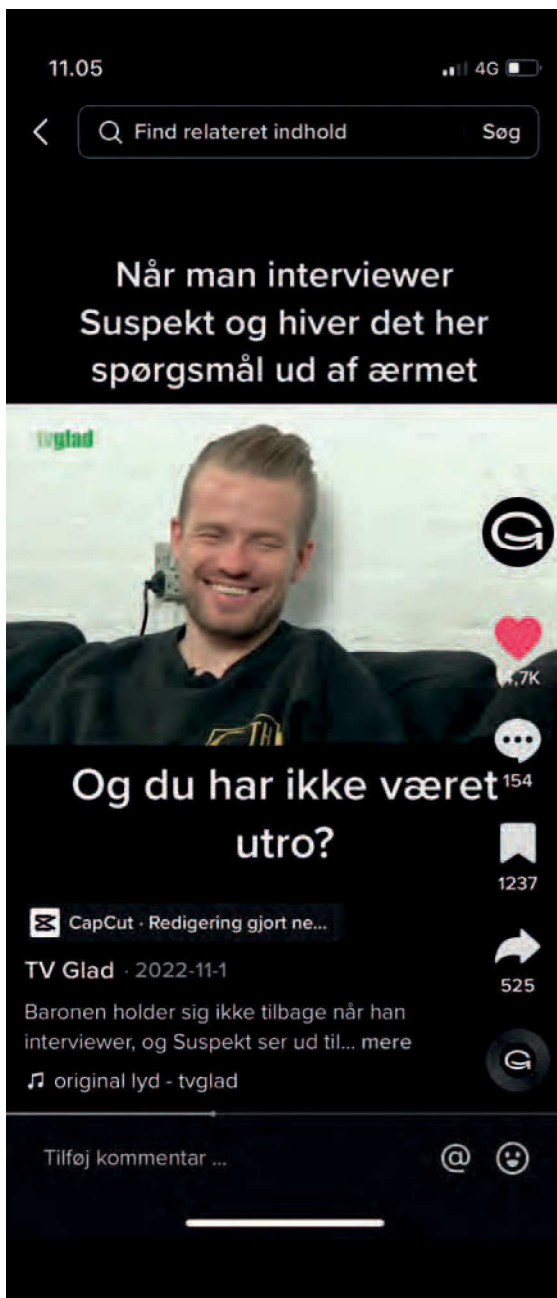 11.05
4G
Find relateret indhold Søg
Når man interviewer
Suspekt og hiver det her
spørgsmål ud af ærmet
tvglad
4,7K
TH
Og du har ikke været
utro?
154
1237
CapCut · Redigering gjort ne...
TV Glad · 2022-11-1
525
Baronen holder sig ikke tilbage når han
interviewer, og Suspekt ser ud til... mere
original lyd - tvglad
Tilføj kommentar ...